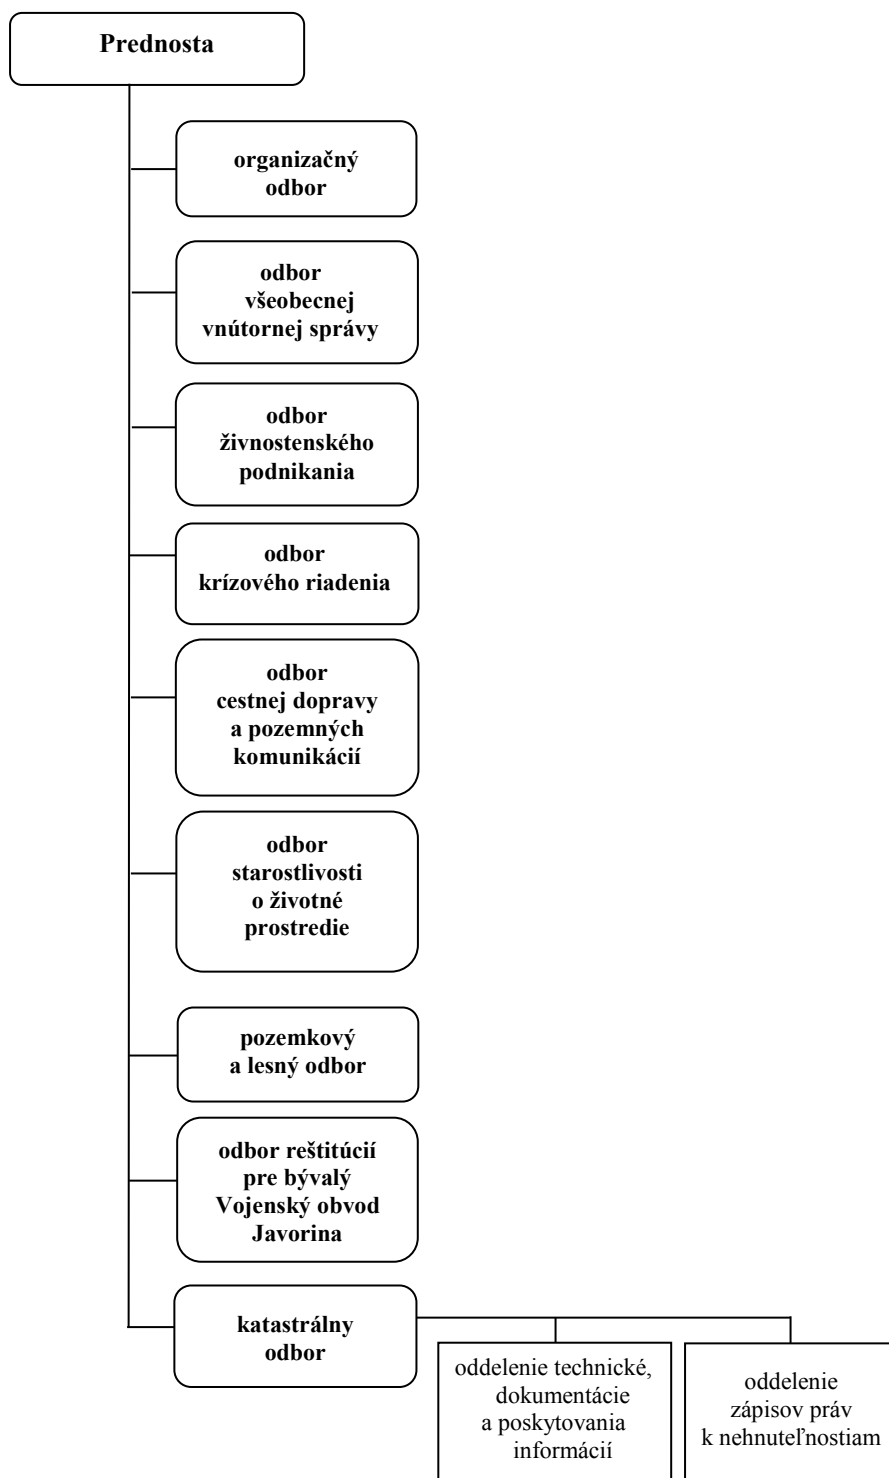 Prednosta
organizačný
odbor
odbor
všeobecnej
vnútornej správy
odbor
živnostenského
podnikania
odbor
krízového riadenia
odbor
cestnej dopravy
a pozemných
komunikácií
odbor
starostlivosti
o životné
prostredie
pozemkový
a lesný odbor
odbor reštitúcií
pre bývalý
Vojenský obvod
Javorina
katastrálny
odbor
oddelenie technické,
dokumentácie
a poskytovania
informácií
oddelenie
zápisov práv
k nehnuteľnostiam